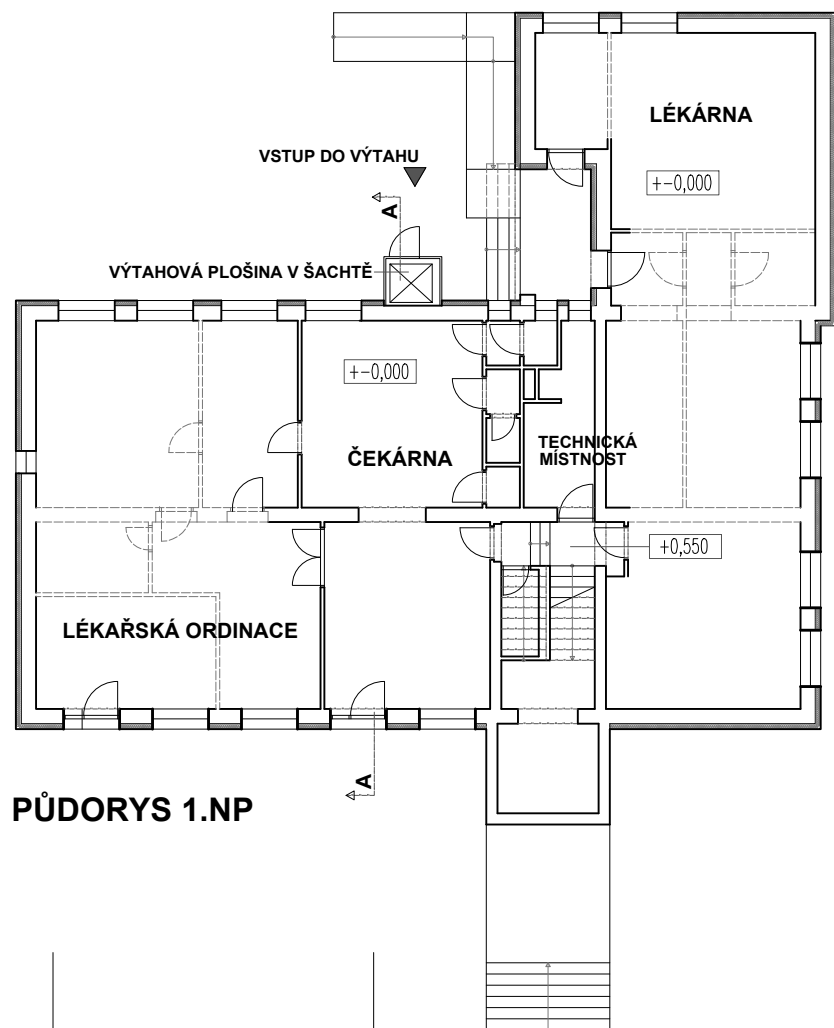 LÉKÁRNA
VSTUP DO VÝTAHU
+-0,000
A
VÝTAHOVÁ PLOŠINA V ŠACHTĚ
+-0,000
ČEKÁRNA
TECHNICKÁ
MÍSTNOST
+0,550
LÉKAŘSKÁ ORDINACE
A
PŮDORYS 1.NP